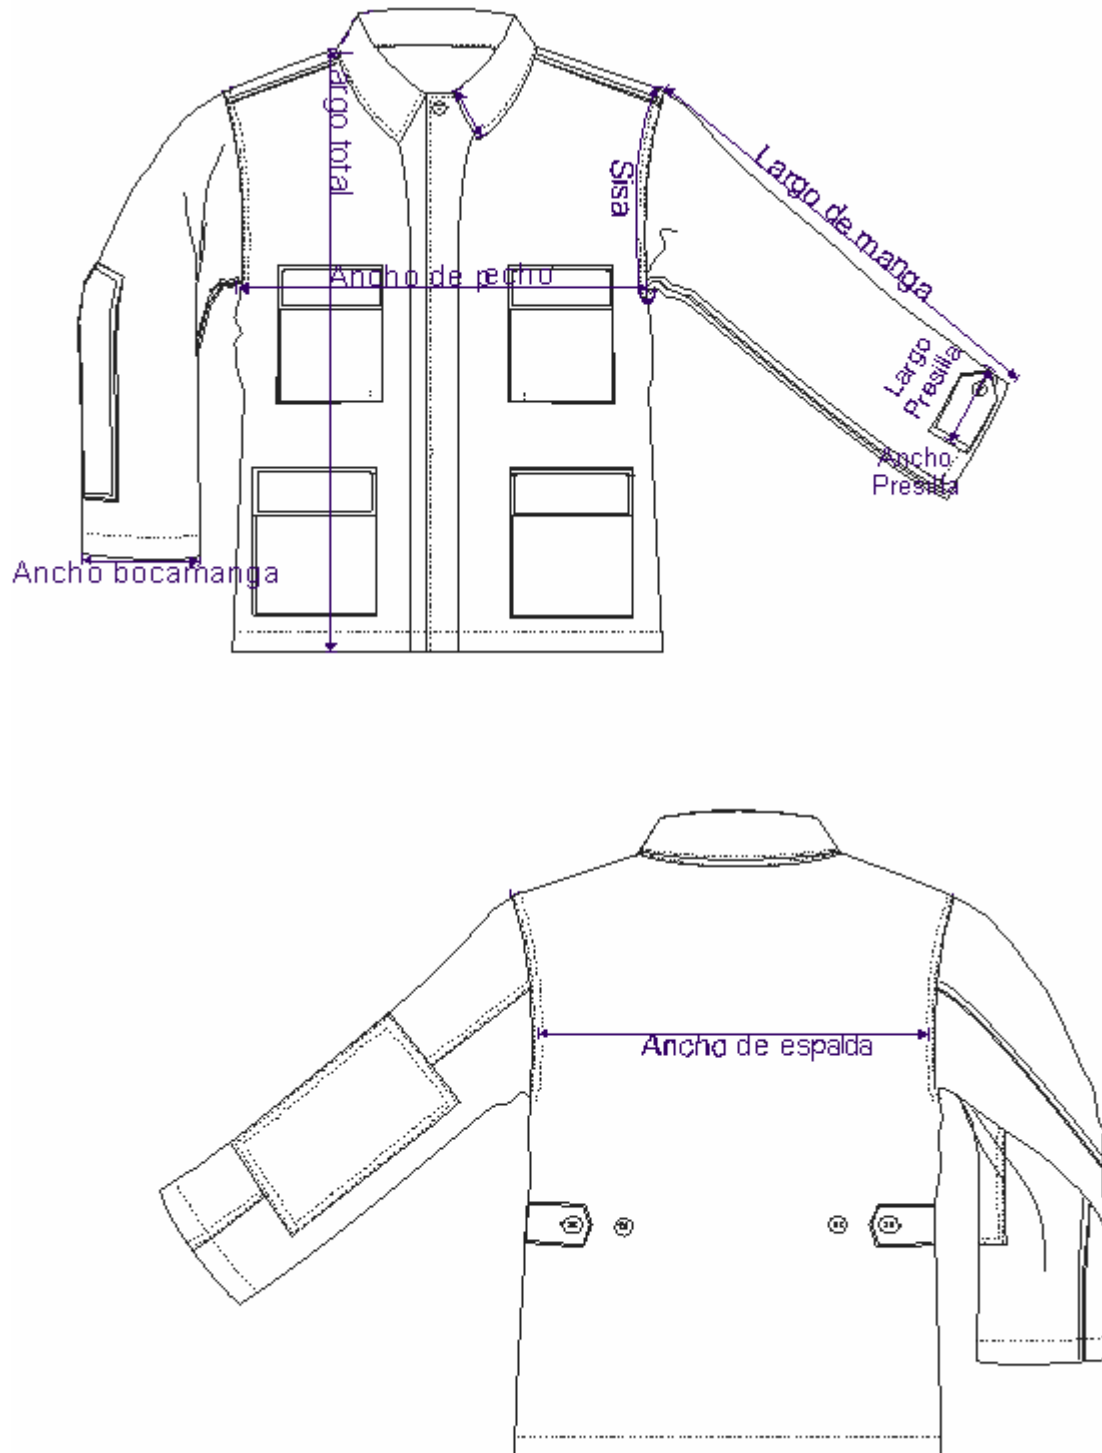 Largo total
Sisa
Largo de manga
Ancho de pecho
Largo
Presilla
Ancho
Presilla
Ancho bocamanga
Ancho de espalda